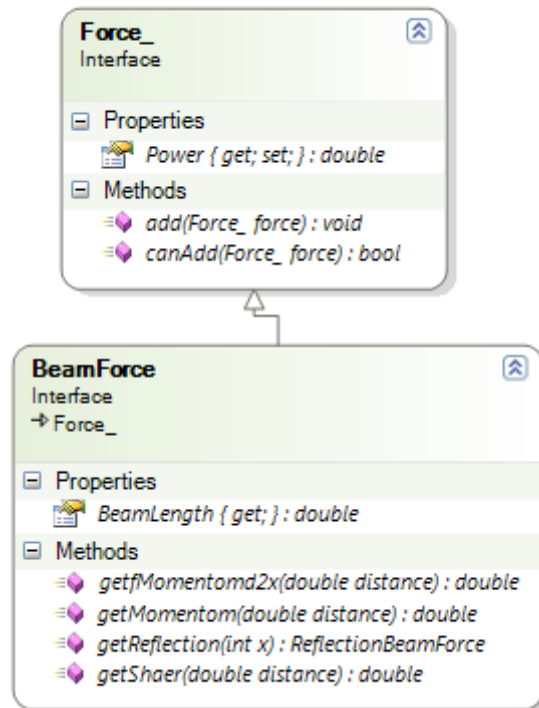 Force_
Interface
Properties
Power { get; set; } : double
Methods
add(Force_ force) : void
canAdd(Force_ force) : bool
BeamForce
Interface
Force_
Properties
BeamLength { get; } : double
Methods
getfMomentomd2x(double distance) : double
getMomentom(double distance) : double
getReflection(int x) : ReflectionBeamForce
getShaer(double distance) : double